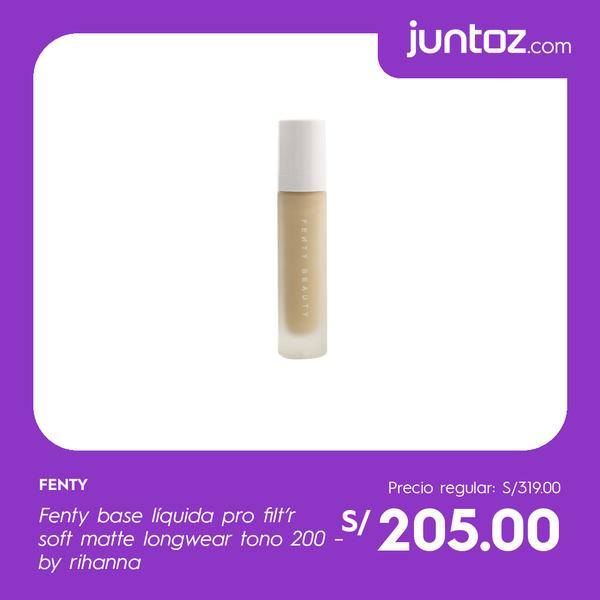 juntoz.com
FENTY BEAUTY
FENTY
Fenty base líquida pro filt'r
soft matte longwear tono 200 -
by rihanna
Precio regular: S/319.00
S/ 205.00